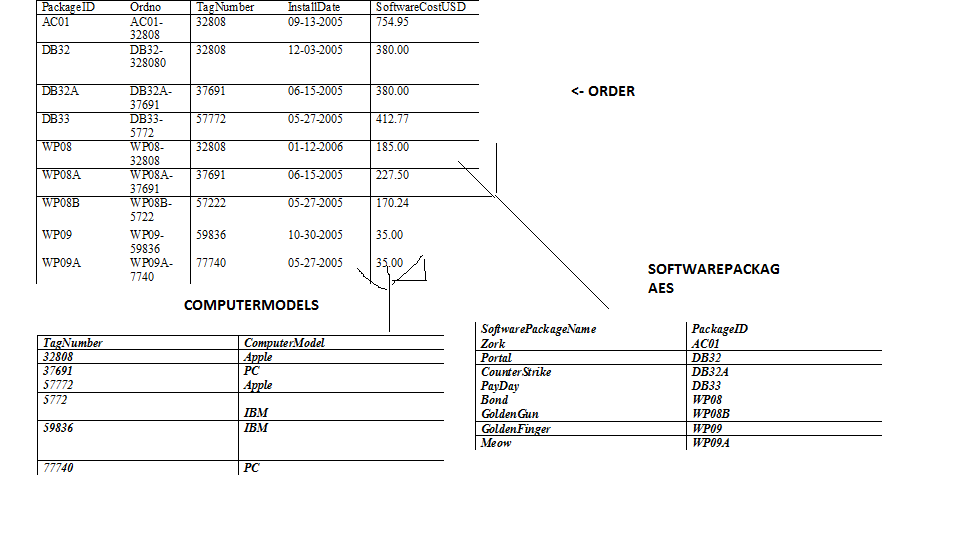 PackageID Ordno TagNumber InstallDate SoftwareCostUSD
AC01 AC01- 32808 09-13-2005 754.95
32808
DB32 DB32- 32808 12-03-2005 380.00
328080
DB32A DB32A- 37691 06-15-2005 380.00
37691
DB33 DB33- 57772 05-27-2005 412.77
5772
WP08 WP08- 32808 01-12-2006 185.00
32808
WP08A WP08A- 37691 06-15-2005 227.50
37691
WP08B WP08B- 57222 05-27-2005 170.24
5722
WP09 WP09- 59836 10-30-2005 35.00
59836
WP09A WP09A- 77740 05-27-2005 35.00
7740
<- ORDER
COMPUTERMODELS
TagNumber ComputerModel
32808 Apple
37691 PC
57772 Apple
5772
IBM
59836 IBM
77740 PC
SOFTWAREPACKAG
AES
SoftwarePackageName PackageID
Zork AC01
Portal DB32
CounterStrike DB32A
PayDay DB33
Bond WP08
GoldenGun WP08B
GoldenFinger WP09
Meow WP09A